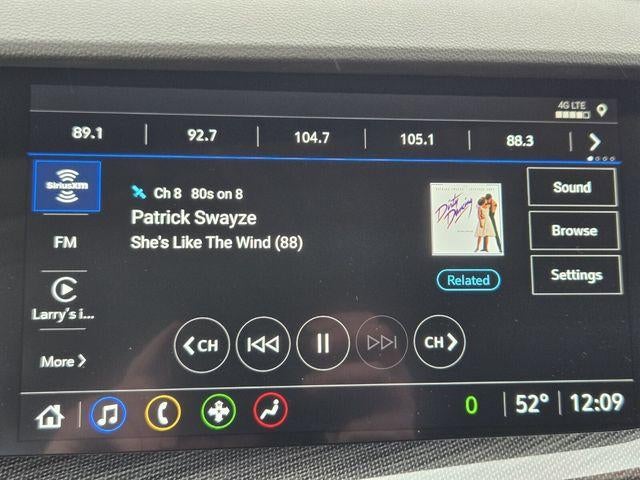 4G LTE
89.1 92.7 104.7 105.1 88.3
SiriusXM
Ch 8 80s on 8
Patrick Swayze
She's Like The Wind (88)
Dirty Dancing
Related
Sound
Browse
Settings
FM
Larry's i...
More
CH
CH
0 52° 12:09